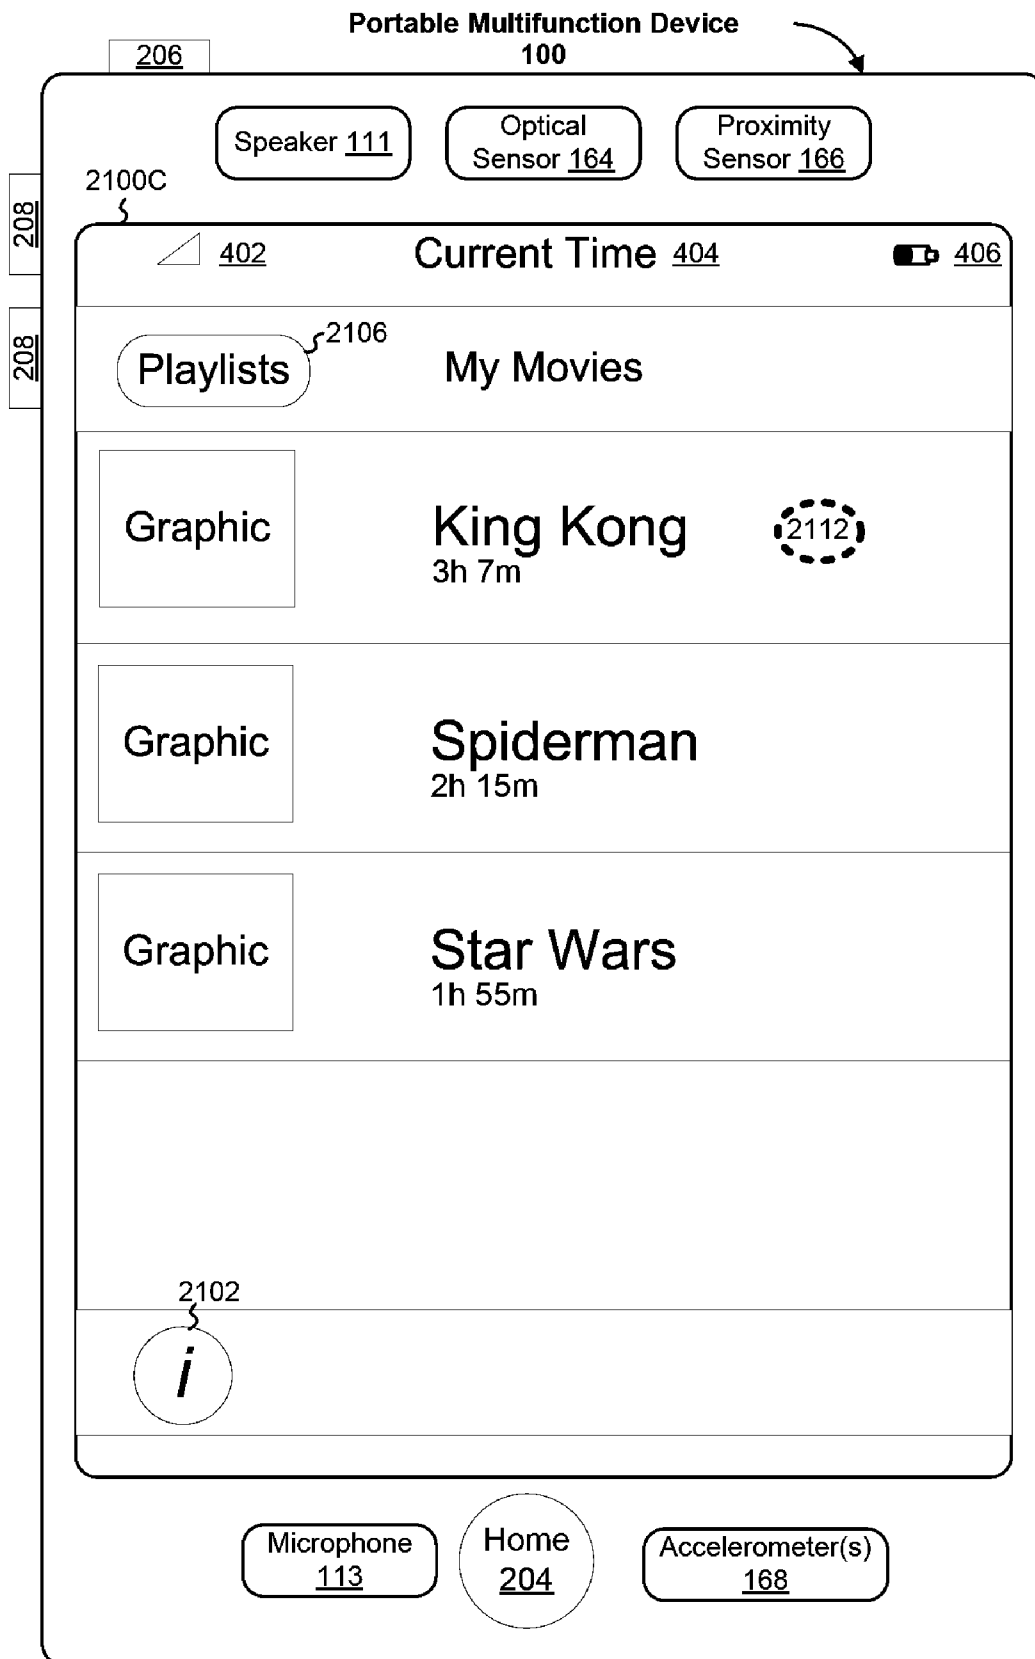 Portable Multifunction Device
100
206
Speaker 111
Optical
Sensor 164
Proximity
Sensor 166
2100C
208
208
402
Current Time 404
406
Playlists
2106
My Movies
Graphic
King Kong
3h 7m
2112
Graphic
Spiderman
2h 15m
Graphic
Star Wars
1h 55m
2102
i
Microphone
113
Home
204
Accelerometer(s)
168